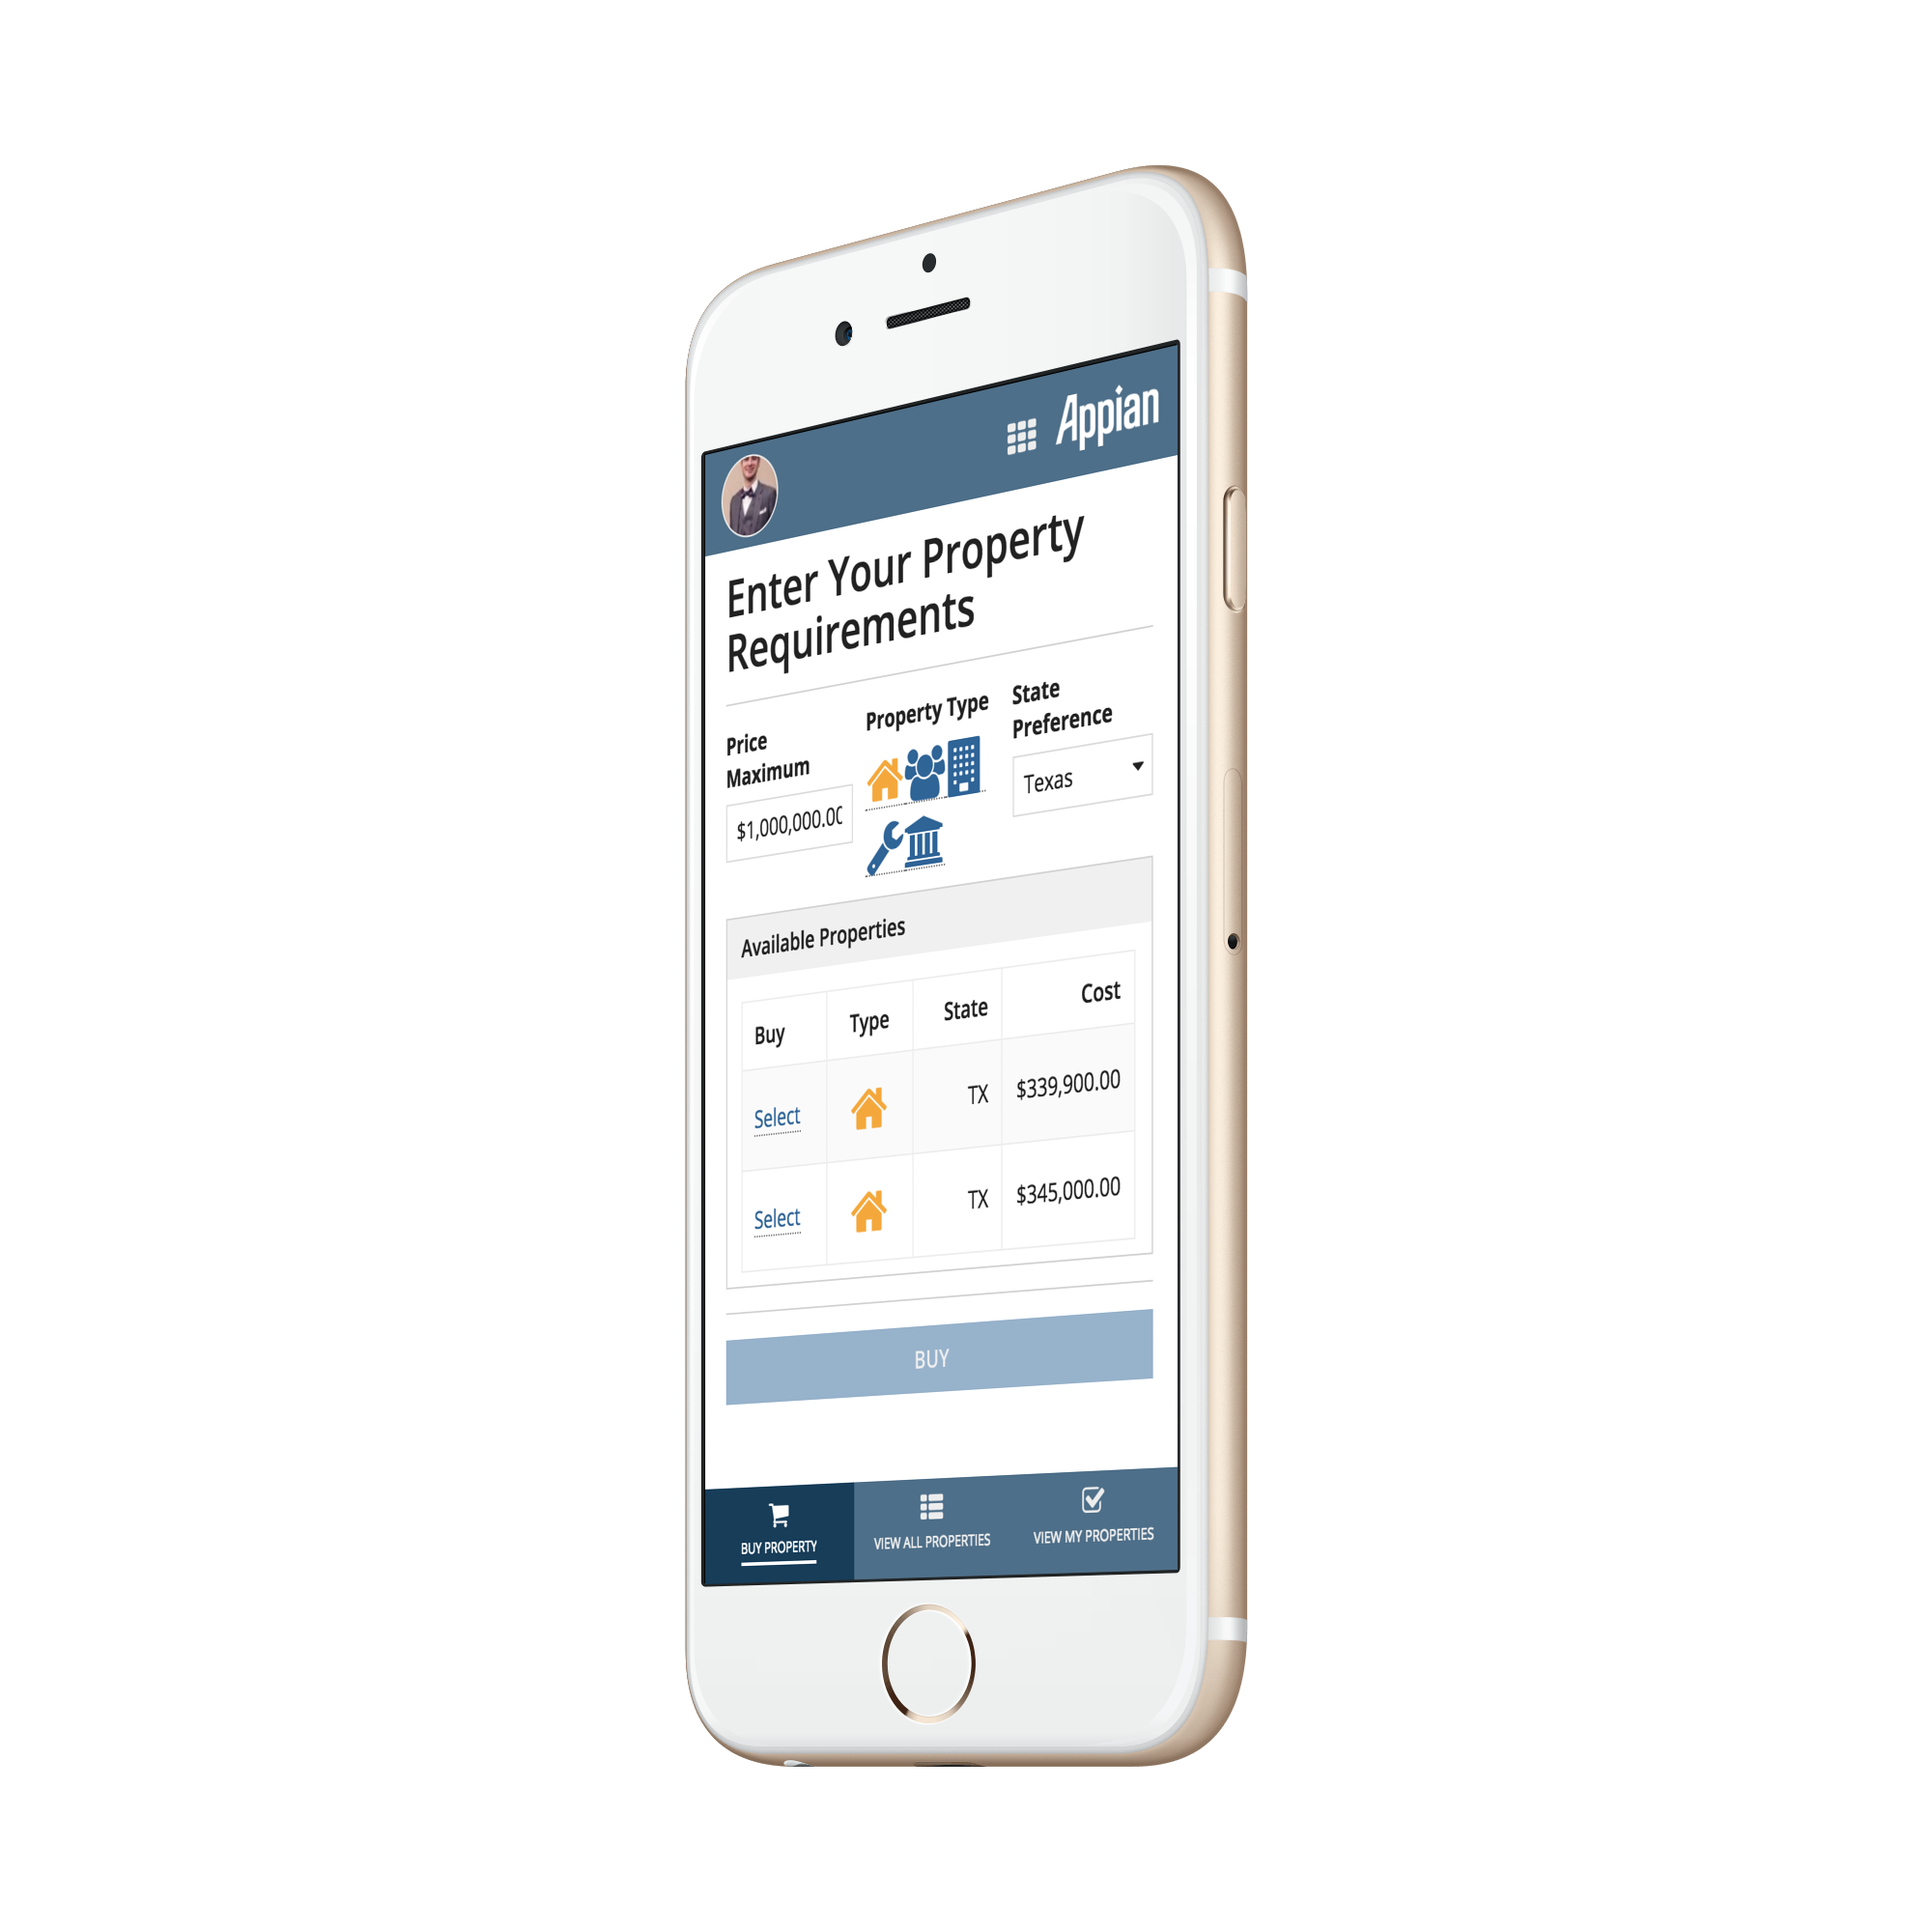 Appian
Enter Your Property
Requirements
Price
Maximum
$1,000,000.00
Property Type
State
Preference
Texas
Available Properties
Buy Type State Cost
Select TX $339,900.00
Select TX $345,000.00
BUY
BUY PROPERTY VIEW ALL PROPERTIES VIEW MY PROPERTIES